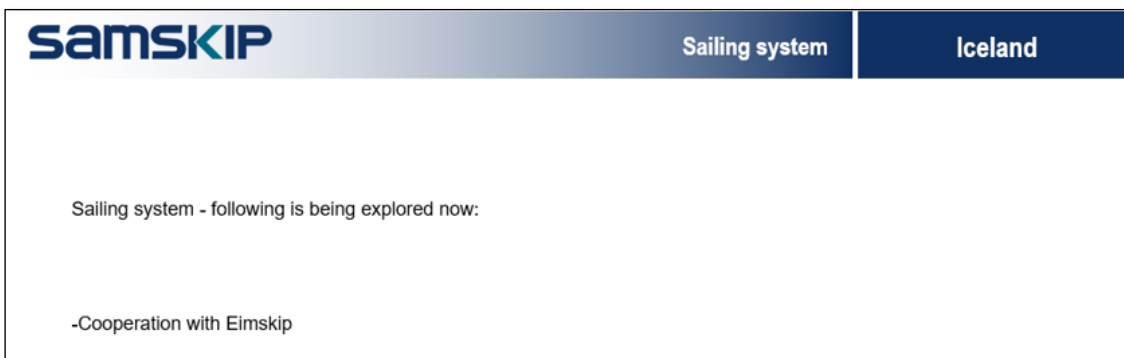 samskip
Sailing system
Iceland
Sailing system - following is being explored now:
-Cooperation with Eimskip